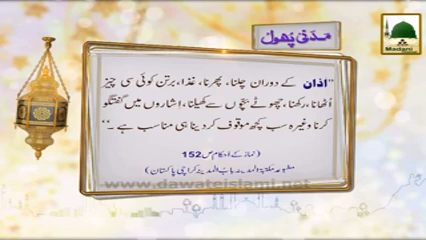 مدنی پھول
Madani
"اذان کے دوران چلنا، پھرنا، غذا، برتن کوئی سی چیز
اُٹھانا، رکھنا، چھوٹے بچوں سے کھیلنا، اِشاروں میں گفتگو
کرنا وغیرہ سب کچھ موقوف کر دینا ہی مناسب ہے۔"
(نماز کے احکام ص 152
مطبوعہ مکتبۃ المدینہ باب المدینہ کراچی پاکستان)
www.dawateislami.net